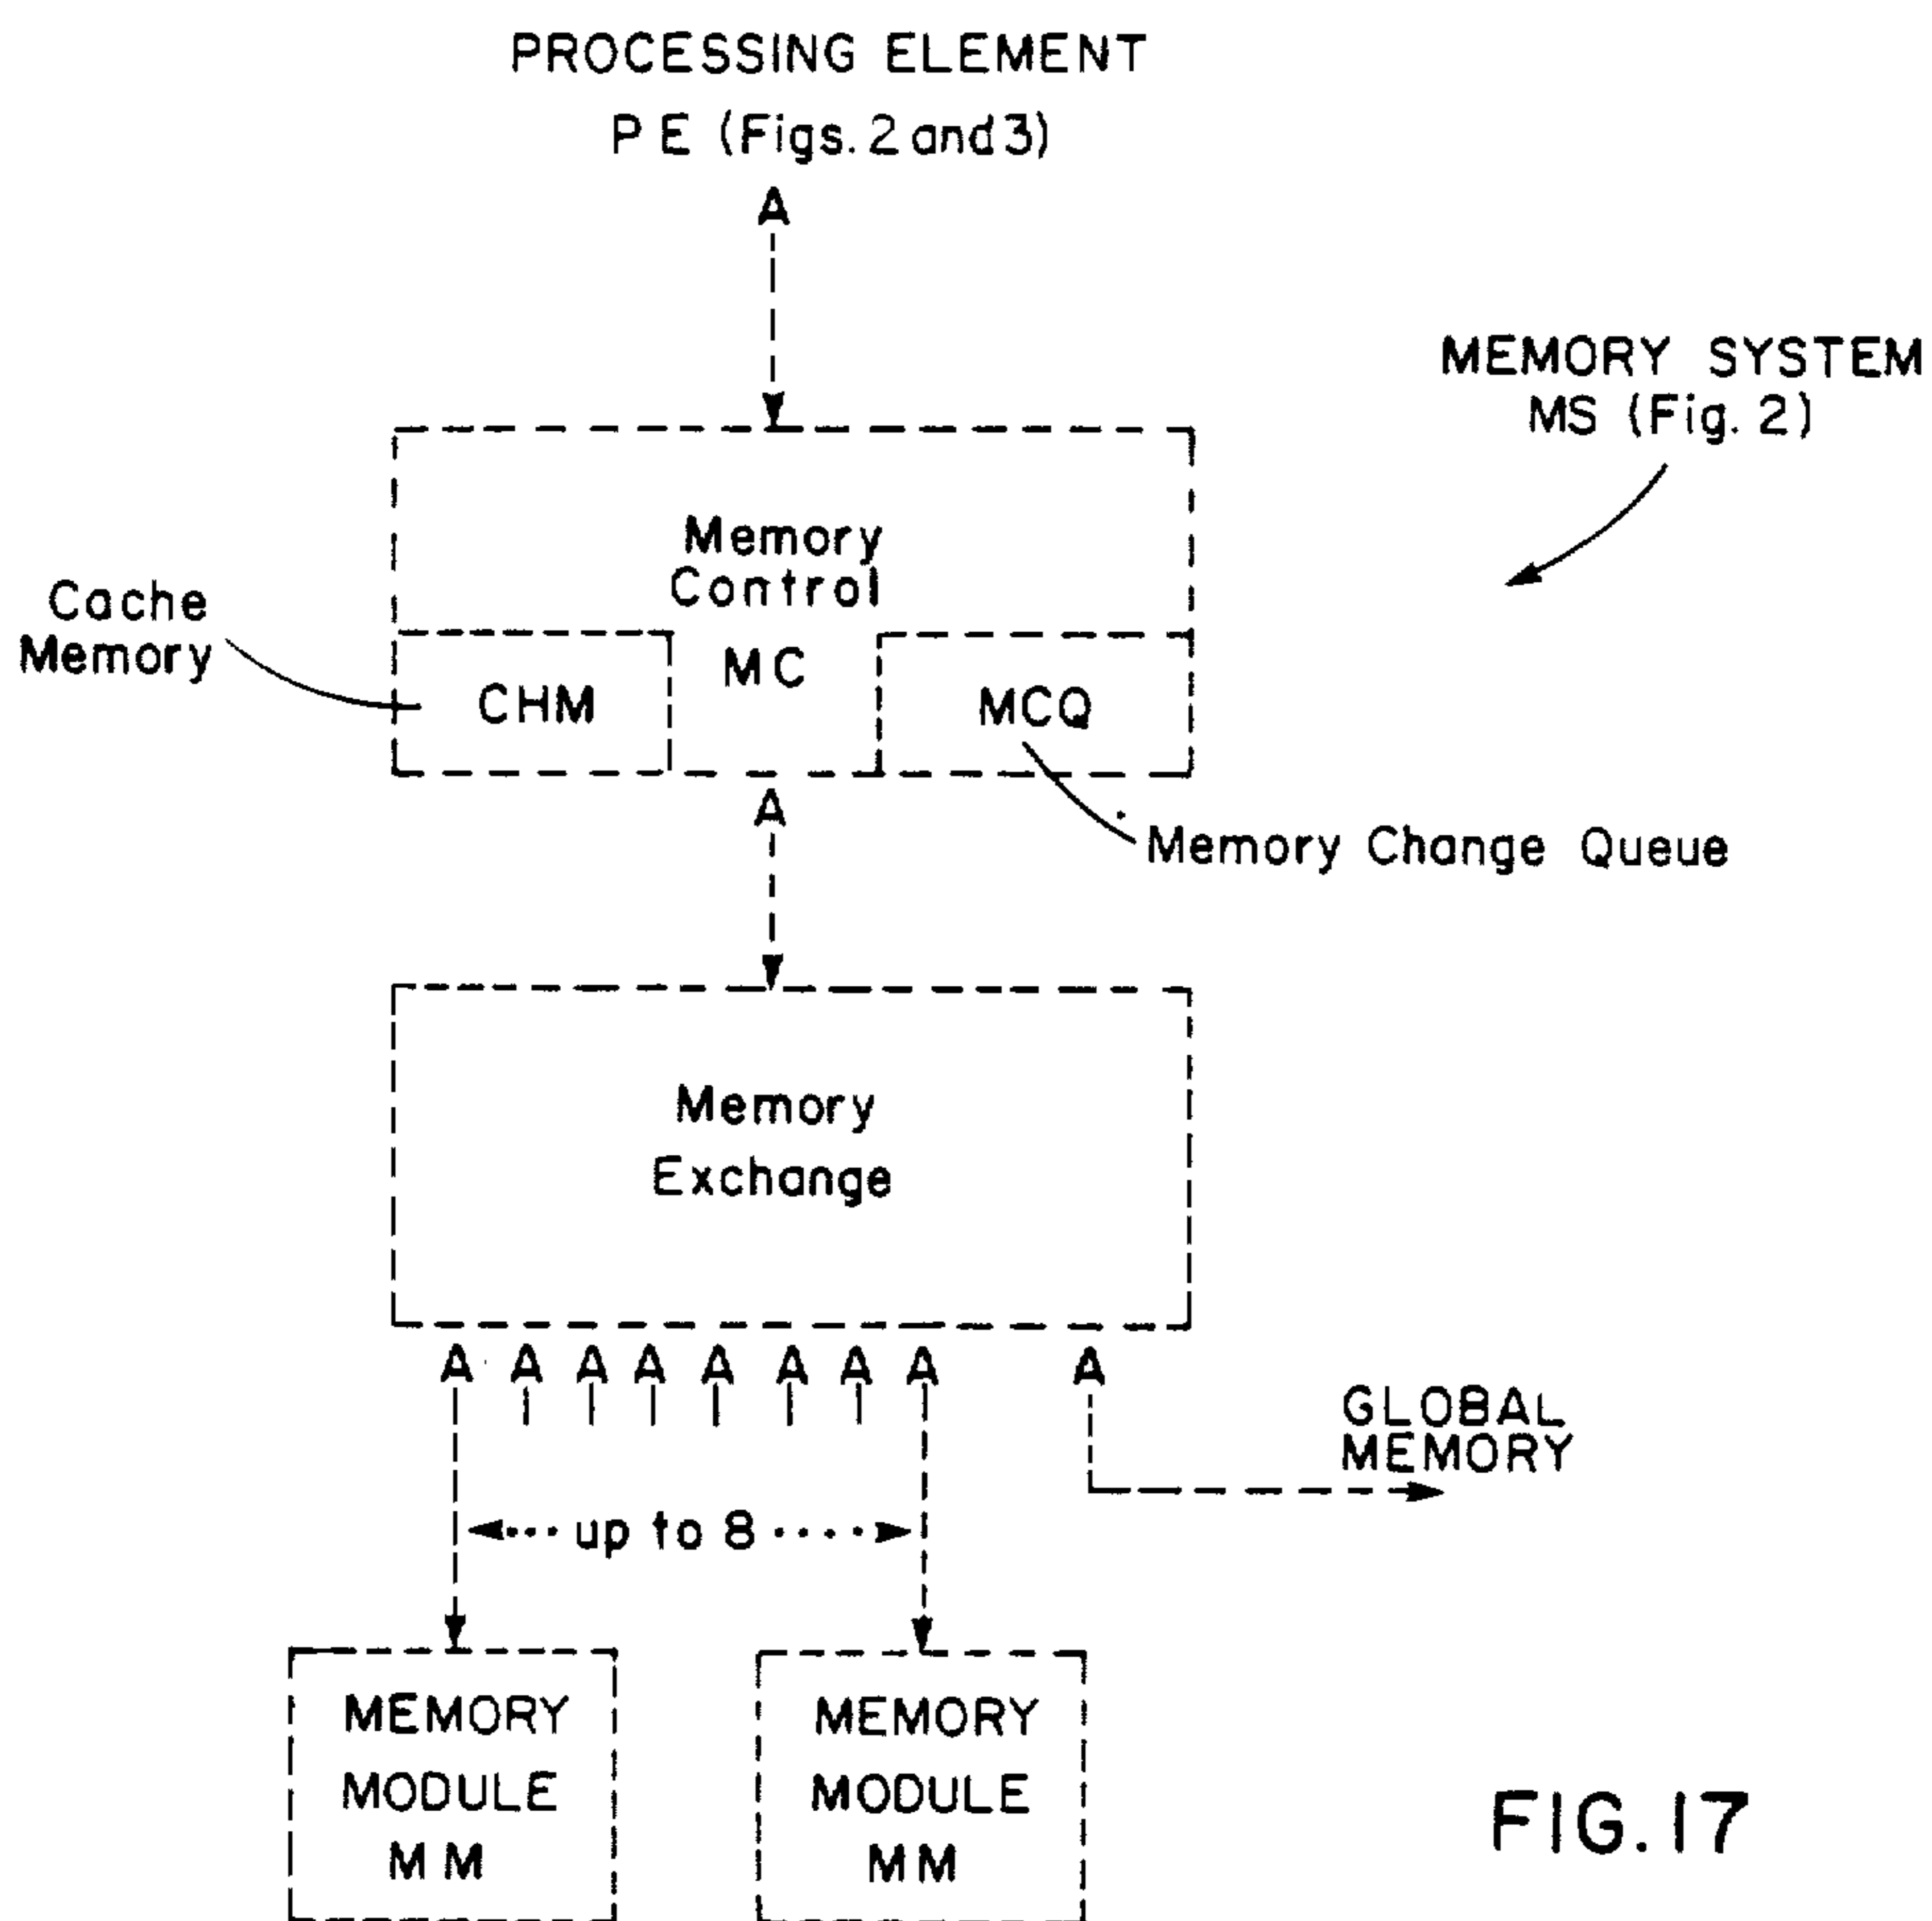 PROCESSING ELEMENT
PE (Figs. 2 and 3)
A
MEMORY SYSTEM
MS (Fig. 2)
Memory
Control
MC
Cache
Memory
CHM
MCQ
A
Memory Change Queue
Memory
Exchange
A A A A A A A A A
GLOBAL
MEMORY
up to 8
MEMORY
MODULE
MM
MEMORY
MODULE
MM
FIG. 17